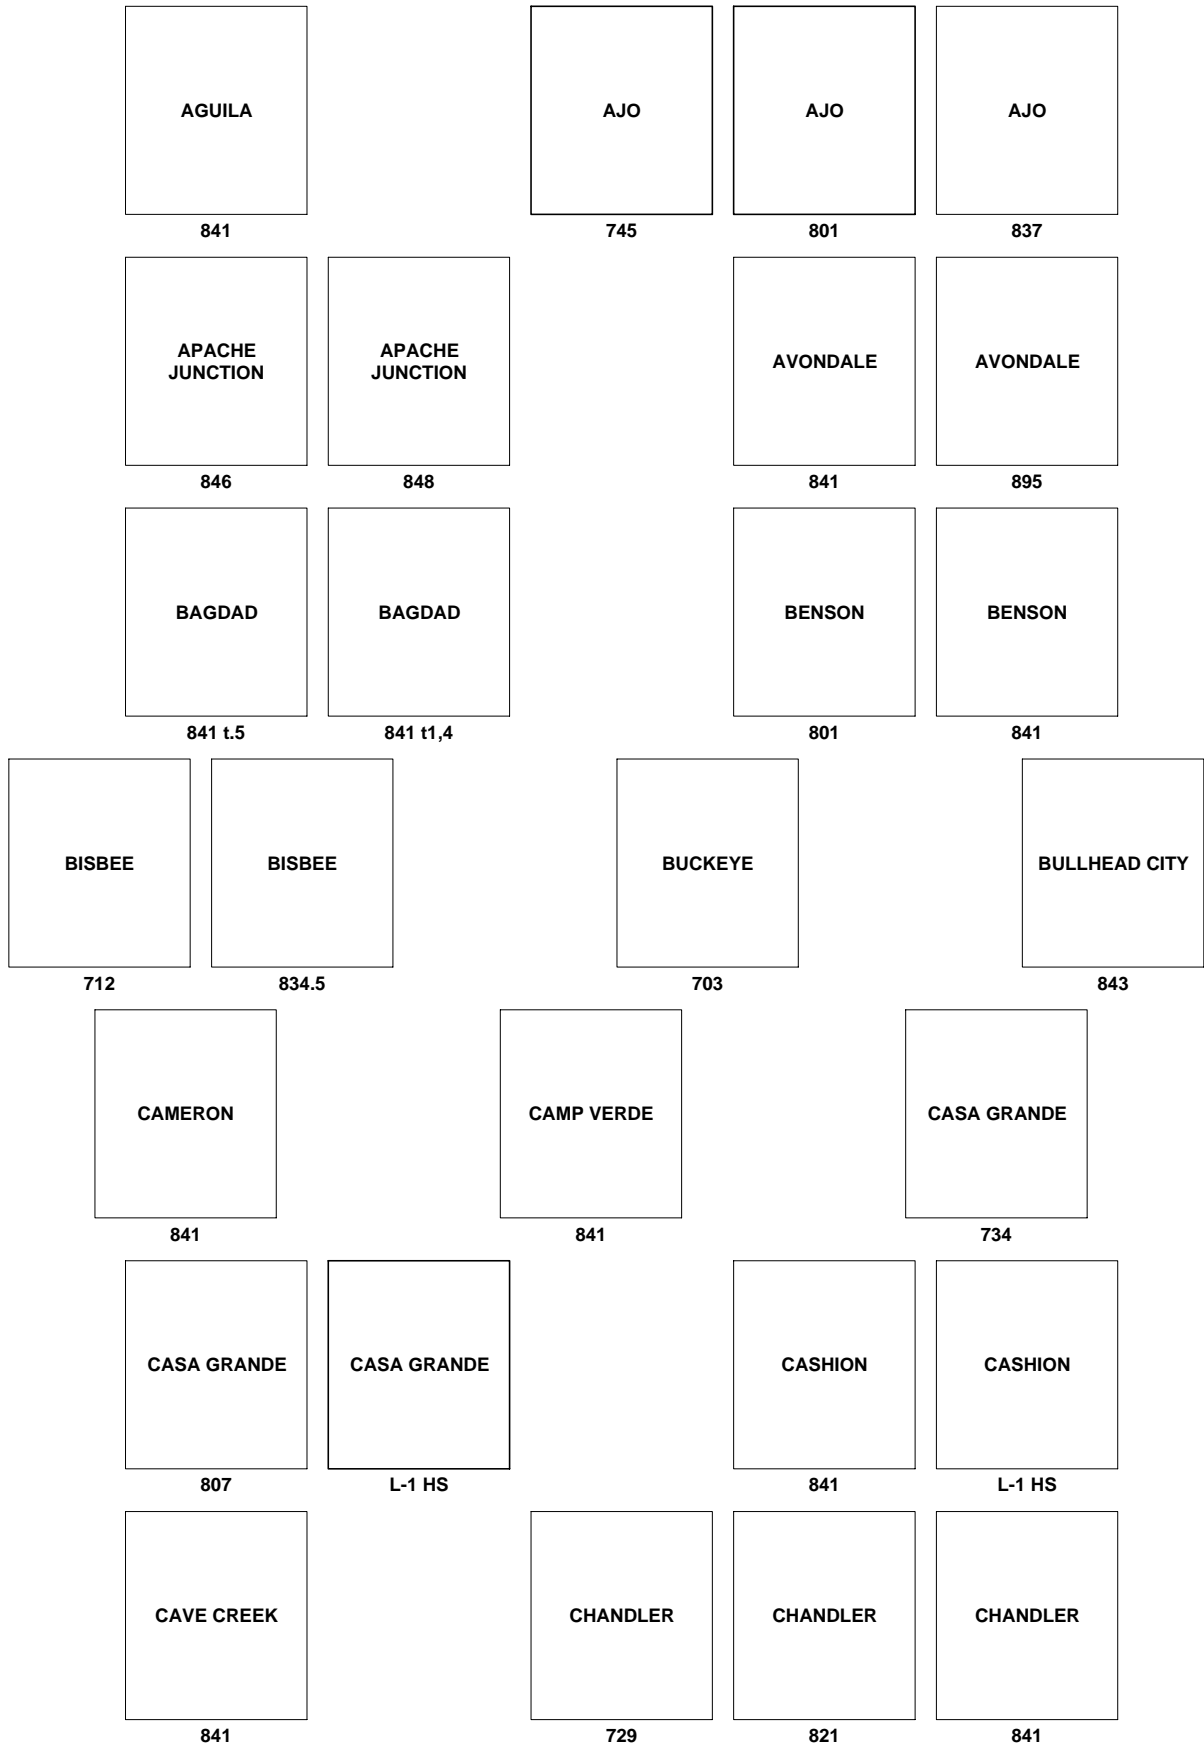 AGUILA
AJO
AJO
AJO
841
745
801
837
APACHE
JUNCTION
APACHE
JUNCTION
AVONDALE
AVONDALE
846
848
841
895
BAGDAD
BAGDAD
BENSON
BENSON
841 t.5
841 t1,4
801
841
BISBEE
BISBEE
BUCKEYE
BULLHEAD CITY
712
834.5
703
843
CAMERON
CAMP VERDE
CASA GRANDE
841
841
734
CASA GRANDE
CASA GRANDE
CASHION
CASHION
807
L-1 HS
841
L-1 HS
CAVE CREEK
CHANDLER
CHANDLER
CHANDLER
841
729
821
841